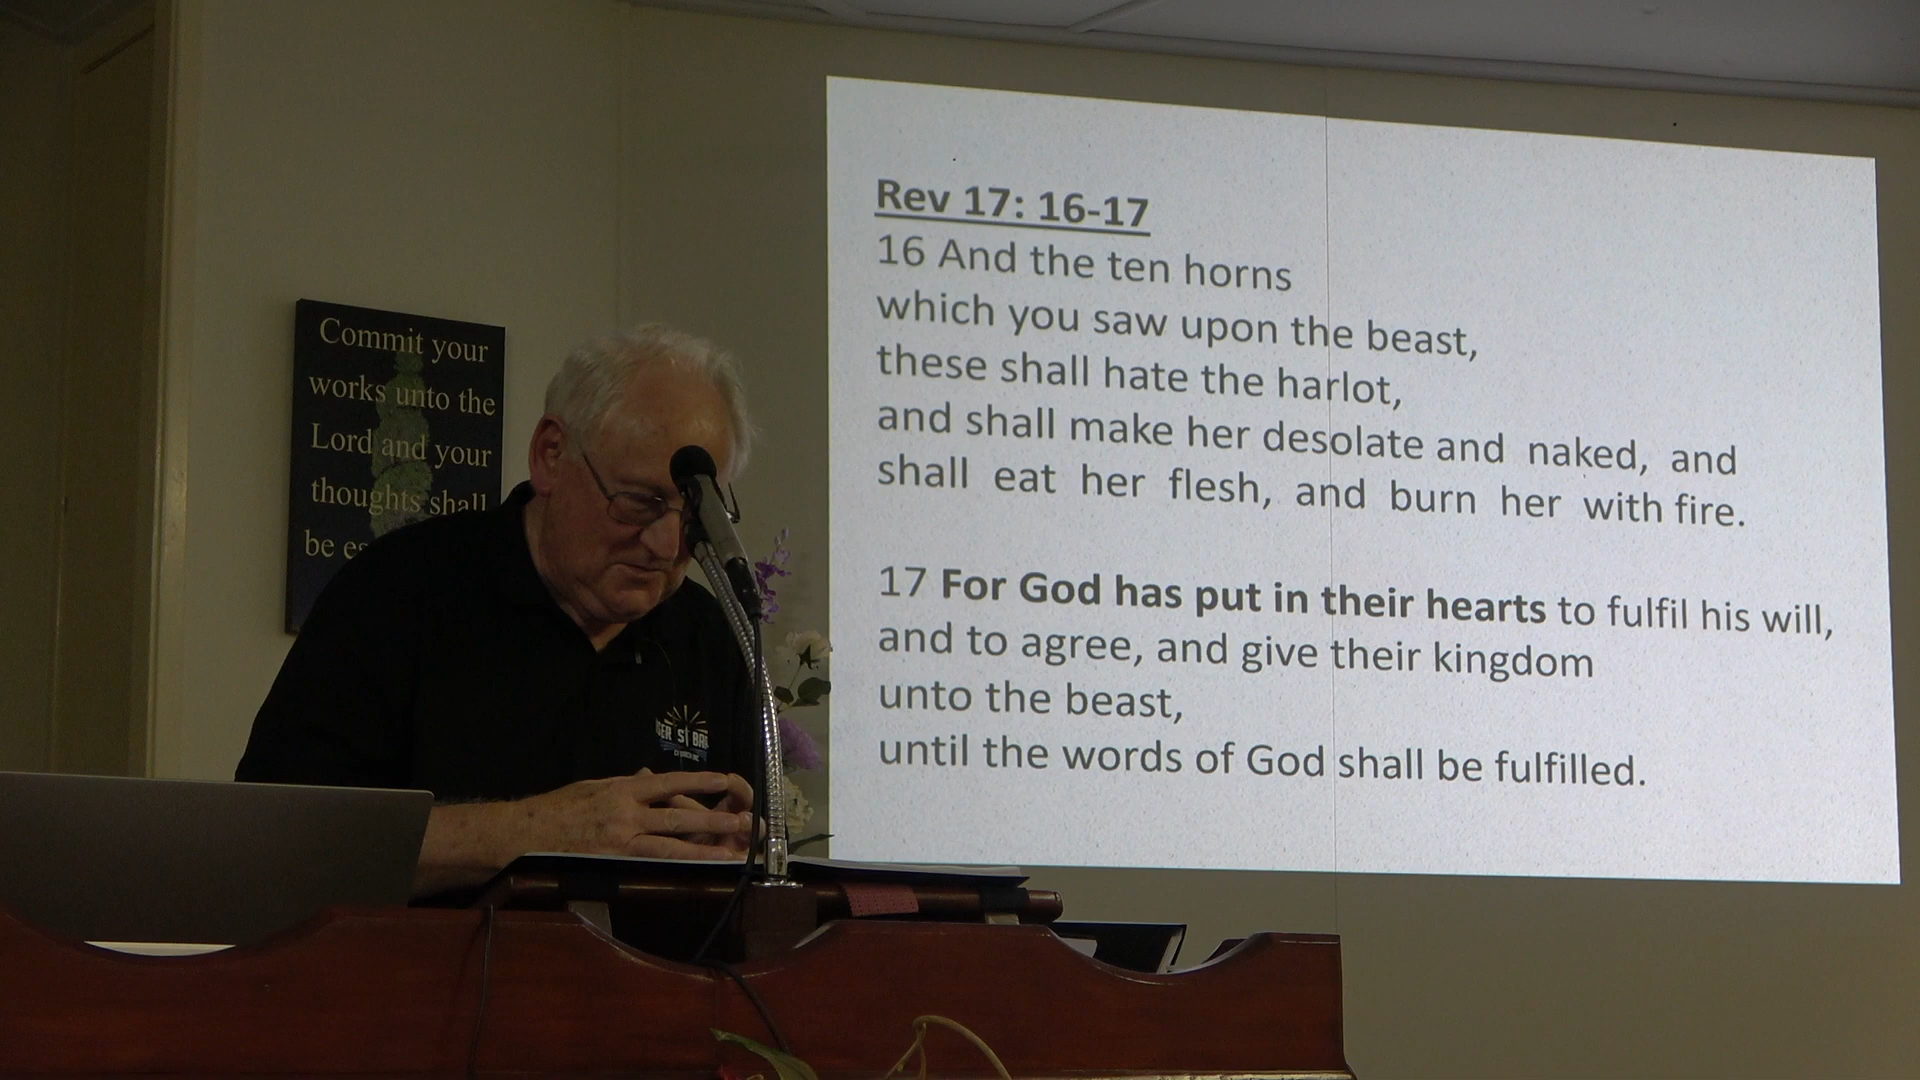 Commit your
works unto the
Lord and your
thoughts shall
be
Rev 17: 16-17
16 And the ten horns
which you saw upon the beast,
these shall hate the harlot,
and shall make her desolate and naked, and
shall eat her flesh, and burn her with fire.
17 For God has put in their hearts to fulfil his will,
and to agree, and give their kingdom
unto the beast,
until the words of God shall be fulfilled.